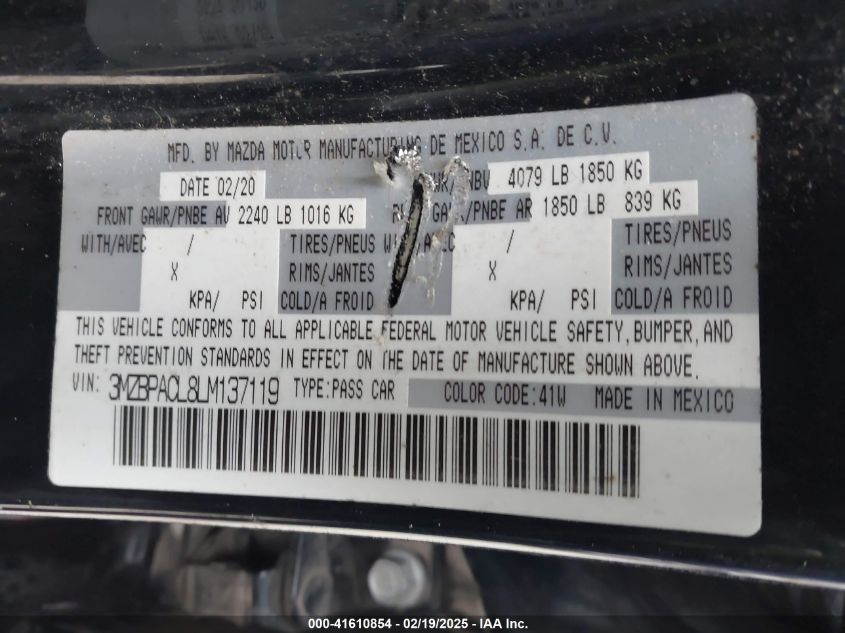 MFD. BY MAZDA MOTOR MANUFACTURING DE MEXICO S.A. DE C.V.
DATE 02/20 4079 LB 1850 KG
FRONT GAWR/PNBE AV 2240 LB 1016 KG GAWR/PNBE AR 1850 LB 839 KG
WITH/AVEC / TIRES/PNEUS / TIRES/PNEUS
X RIMS/JANTES X RIMS/JANTES
KPA/ PSI COLD/A FROID KPA/ PSI COLD/A FROID
THIS VEHICLE CONFORMS TO ALL APPLICABLE FEDERAL MOTOR VEHICLE SAFETY, BUMPER, AND
THEFT PREVENTION STANDARDS IN EFFECT ON THE DATE OF MANUFACTURE SHOWN ABOVE.
VIN: 3MZBPACL8LM137119 TYPE:PASS CAR COLOR CODE:41W MADE IN MEXICO
000-41610854 - 02/19/2025 - IAA Inc.